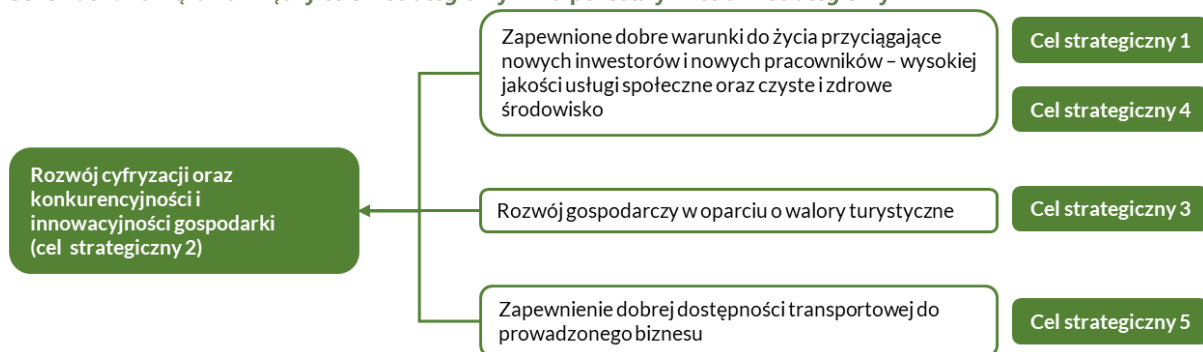 Zapewnione dobre warunki do życia przyciągające
nowych inwestorów i nowych pracowników – wysokiej
jakości usługi społeczne oraz czyste i zdrowe
środowisko
Cel strategiczny 1
Cel strategiczny 4
Rozwój cyfryzacji oraz
konkurencyjności i
innowacyjności gospodarki
(cel strategiczny 2)
Rozwój gospodarczy w oparciu o walory turystyczne
Cel strategiczny 3
Zapewnienie dobrej dostępności transportowej do
prowadzonego biznesu
Cel strategiczny 5